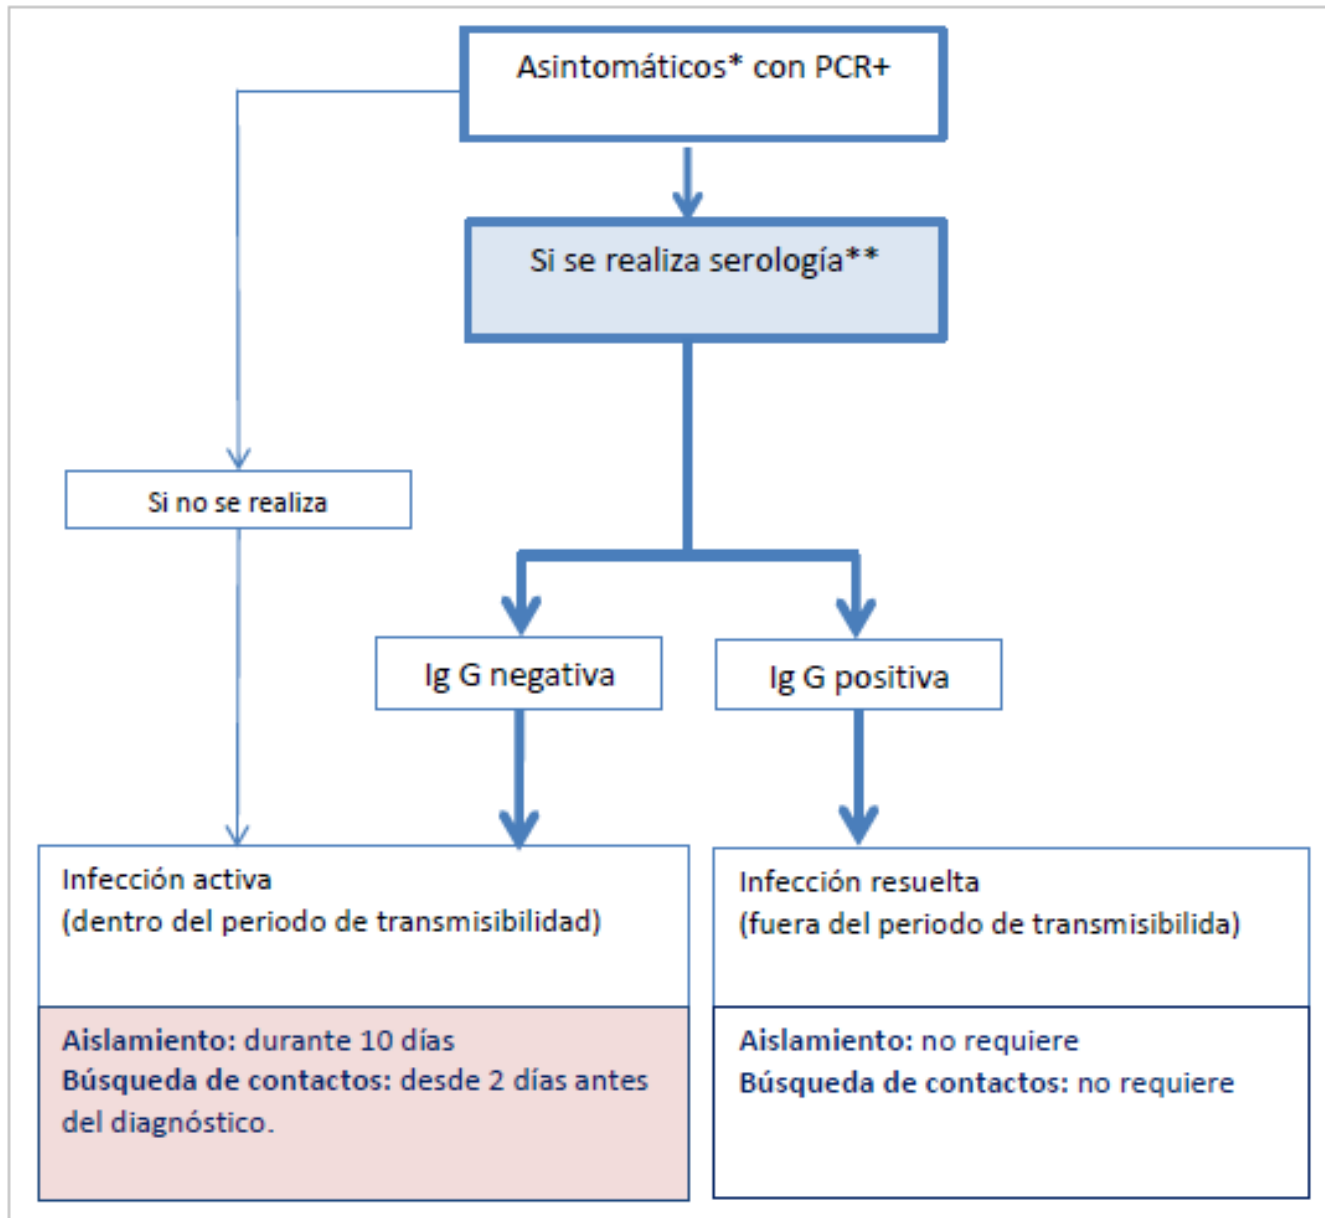 Asintomáticos* con PCR+
Si se realiza serología**
Si no se realiza
Ig G negativa
Ig G positiva
Infección activa
(dentro del periodo de transmisibilidad)
Aislamiento: durante 10 días
Búsqueda de contactos: desde 2 días antes
del diagnóstico.
Infección resuelta
(fuera del periodo de transmisibilida)
Aislamiento: no requiere
Búsqueda de contactos: no requiere